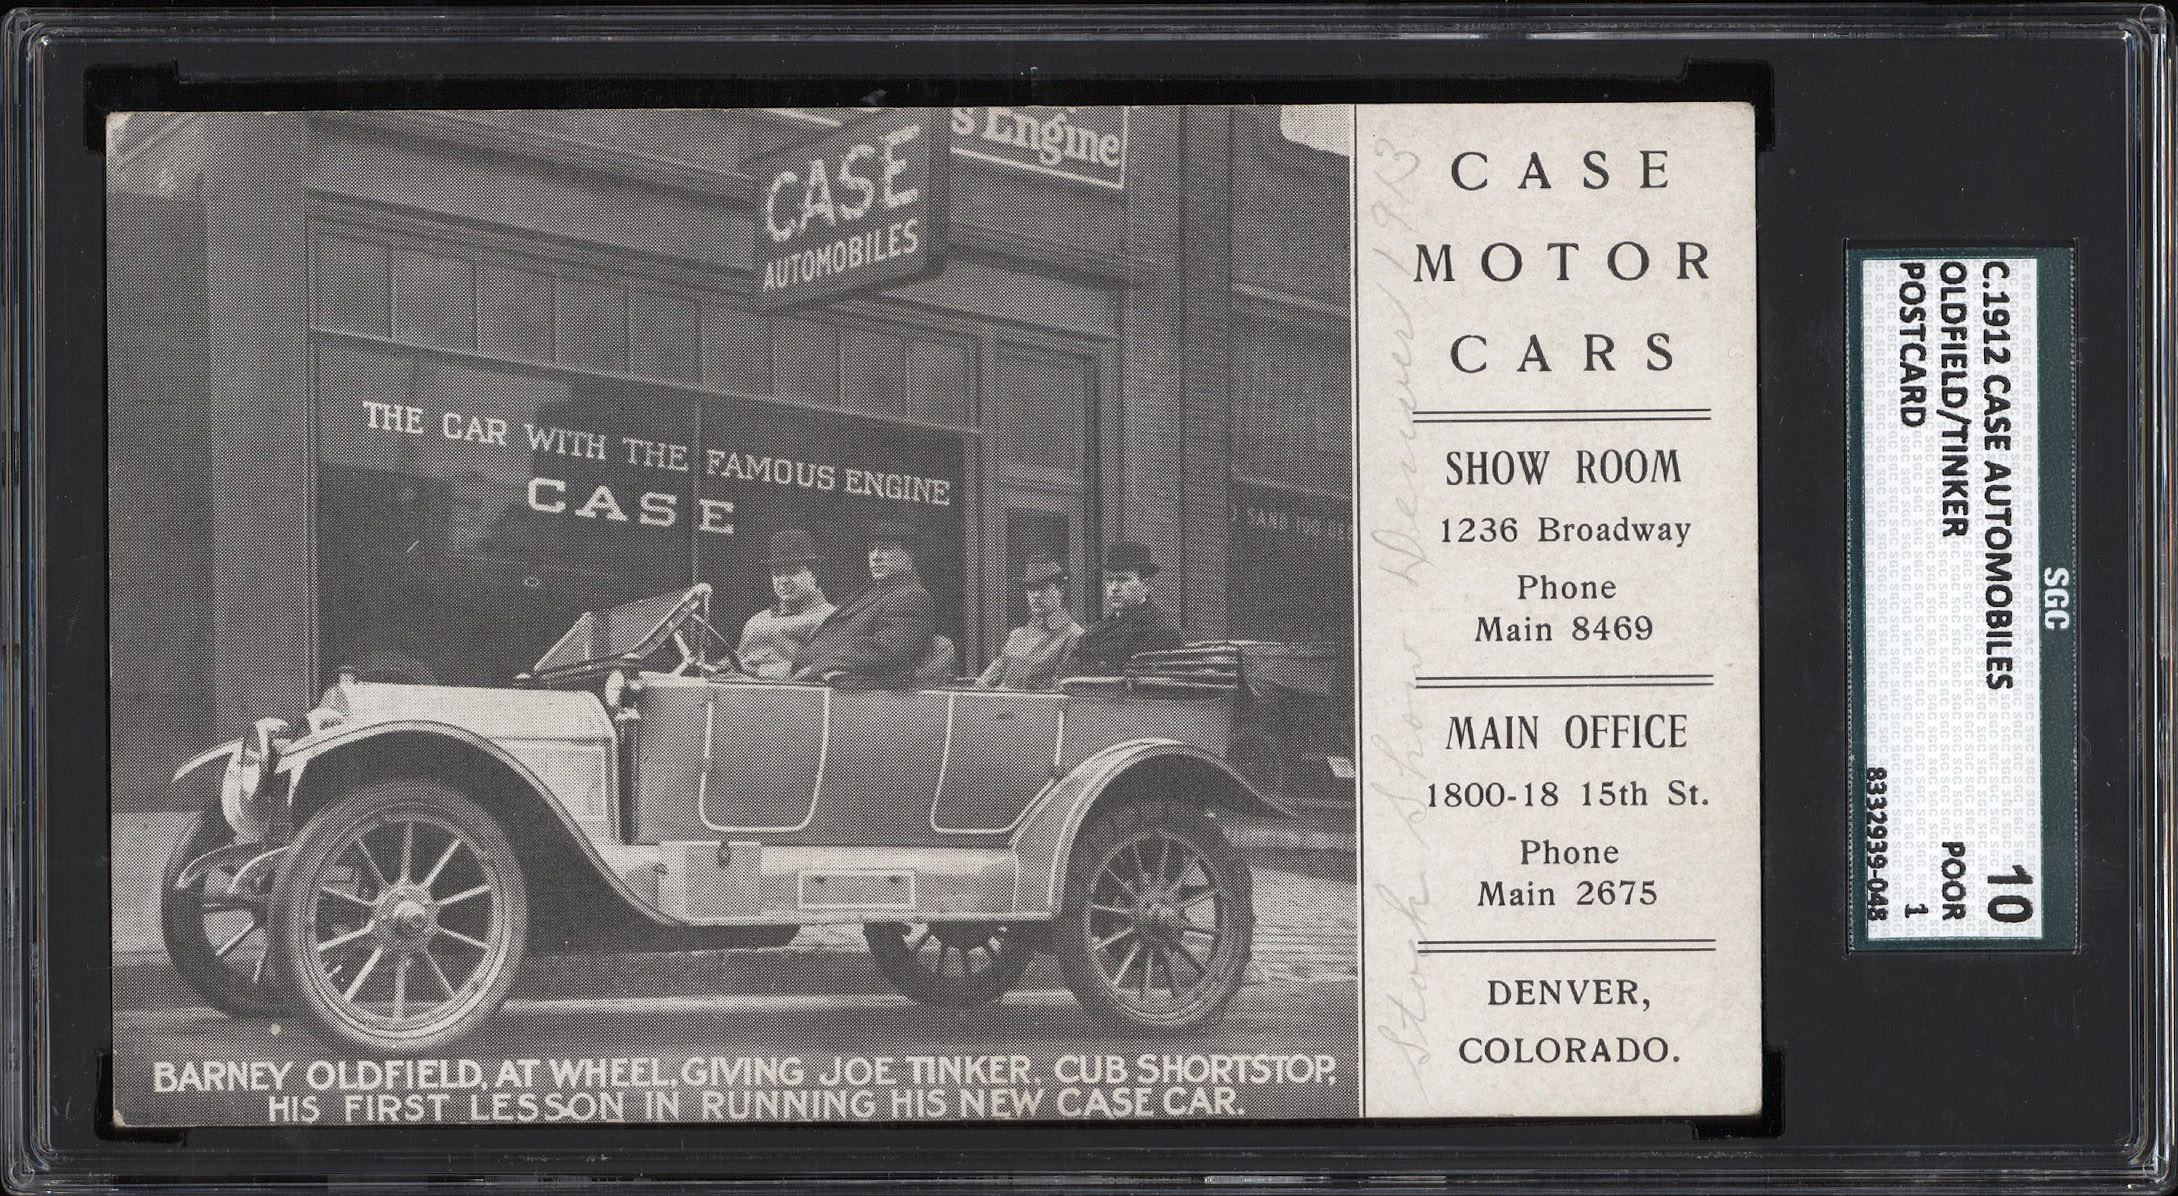 s Engine
CASE
AUTOMOBILES
THE CAR WITH THE FAMOUS ENGINE
CASE
BARNEY OLDFIELD, AT WHEEL, GIVING JOE TINKER, CUB SHORTSTOP,
HIS FIRST LESSON IN RUNNING HIS NEW CASE CAR.
CASE
MOTOR
CARS
SHOW ROOM
1236 Broadway
Phone
Main 8469
MAIN OFFICE
1800-18 15th St.
Phone
Main 2675
DENVER,
COLORADO.
Stock Show Denver 1913
SGC
C.1912 CASE AUTOMOBILES
OLDFIELD/TINKER
POSTCARD
10
POOR
1
8332939-048